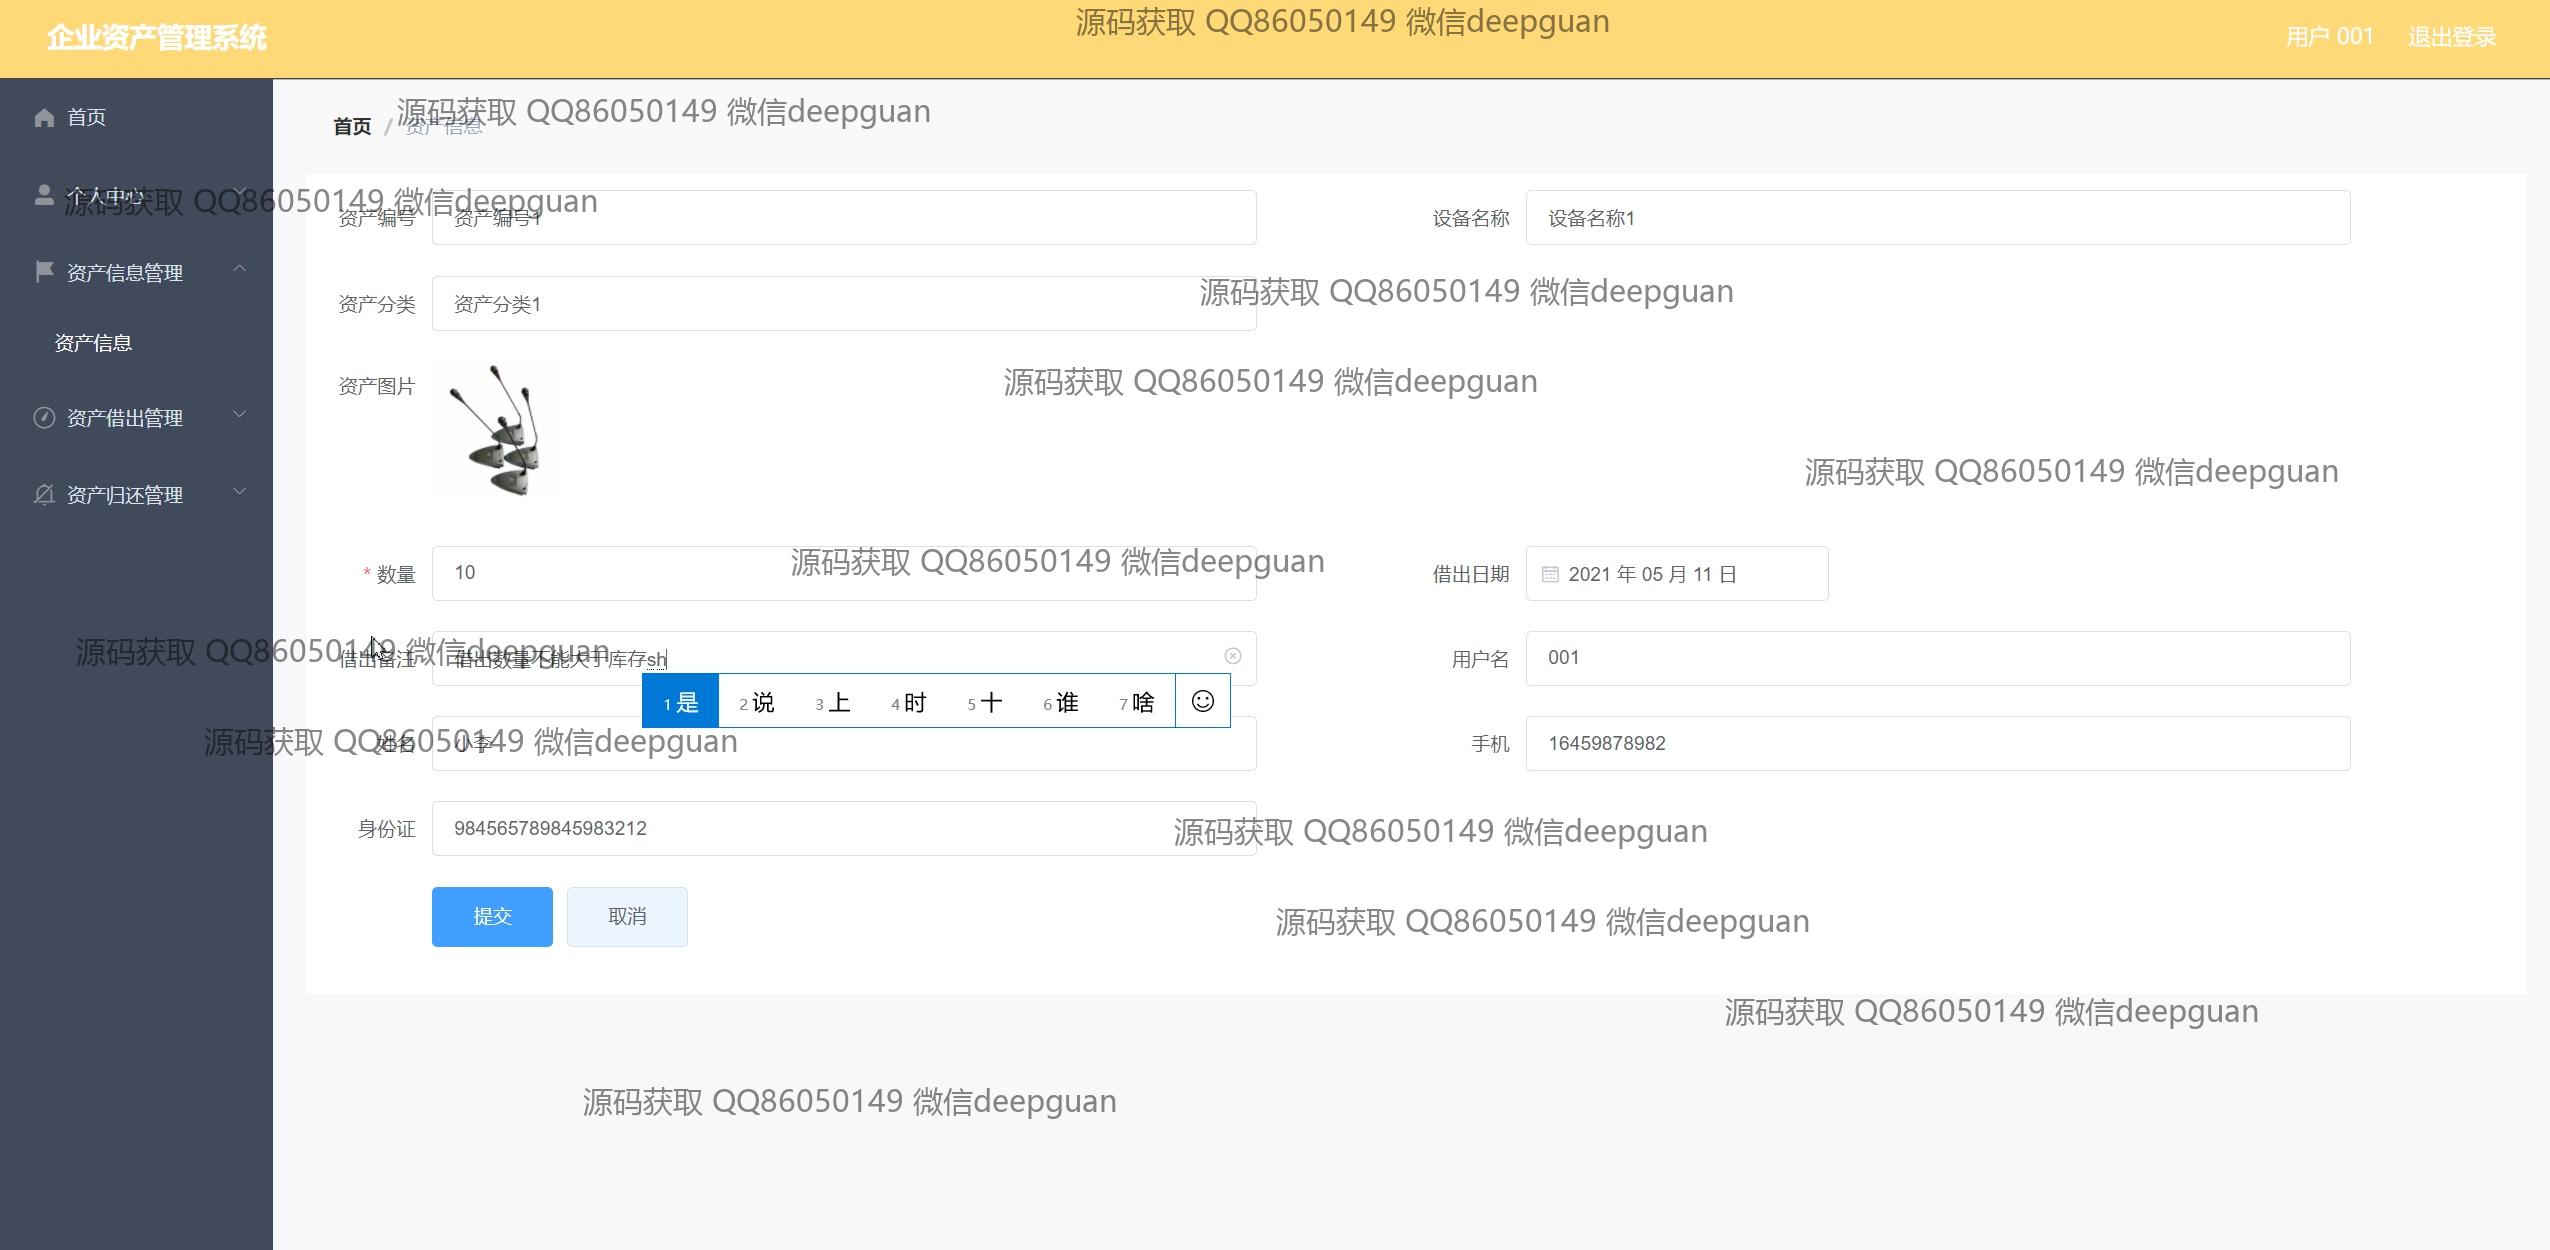 源码获取 QQ86050149 微信deepguan
企业资产管理系统
用户 001
退出登录
首页
源码获取 QQ86050149 微信deepguan
首页 / 资产信息
个人中心
源码获取 QQ86050149 微信deepguan
资产编号
资产编号1
设备名称
设备名称1
资产信息管理
资产信息
资产分类
资产分类1
源码获取 QQ86050149 微信deepguan
资产图片
源码获取 QQ86050149 微信deepguan
资产借出管理
资产归还管理
源码获取 QQ86050149 微信deepguan
* 数量
10
源码获取 QQ86050149 微信deepguan
借出日期
2021 年 05 月 11 日
源码获取 QQ86050149 微信deepguan
借出备注
借出数量不能大于库存sh
用户名
001
1 是 2 说 3 上 4 时 5 十 6 谁 7 啥
源码获取 QQ86050149 微信deepguan
姓名
小李
手机
16459878982
身份证
984565789845983212
源码获取 QQ86050149 微信deepguan
提交
取消
源码获取 QQ86050149 微信deepguan
源码获取 QQ86050149 微信deepguan
源码获取 QQ86050149 微信deepguan